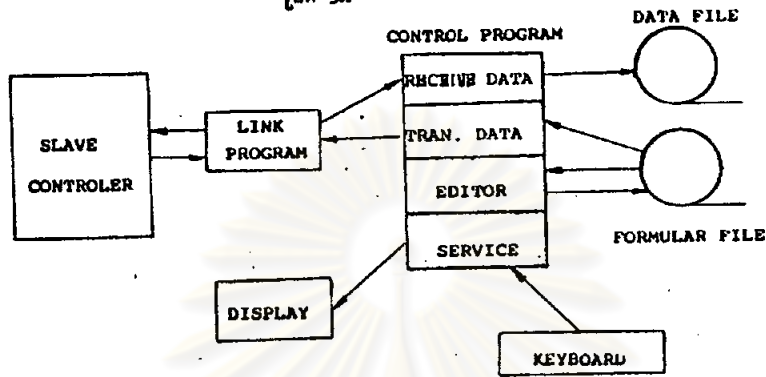 DATA FILE
CONTROL PROGRAM
RECEIVE DATA
LINK
PROGRAM
TRAN. DATA
SLAVE
CONTROLER
EDITOR
SERVICE
FORMULAR FILE
DISPLAY
KEYBOARD